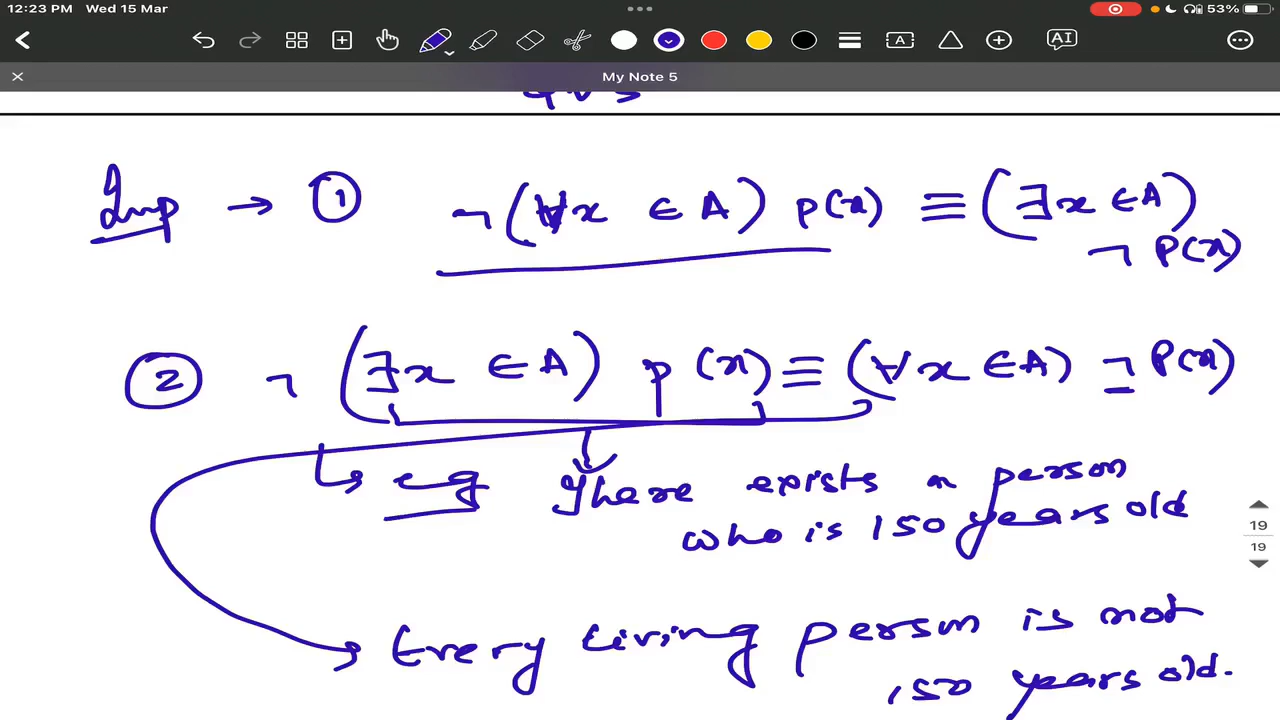 12:23 PM Wed 15 Mar
53%
AI
My Note 5
Imp → ① ¬(∀x ∈ A) p(x) ≡ (∃x ∈ A)
¬ P(x)
② ¬ (∃x ∈ A) p(x) ≡ (∀x ∈ A) ¬ P(x)
eg There exists a person
who is 150 years old
19
19
Every living person is not
150 years old.